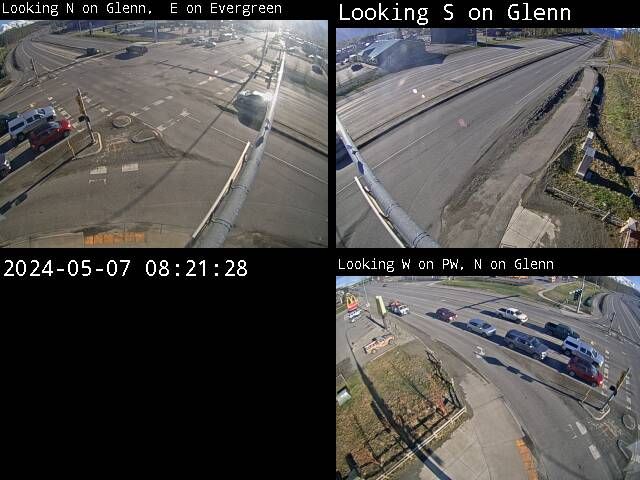 Looking N on Glenn,  E on Evergreen
Looking S on Glenn
2024-05-07 08:21:28
Looking W on PW, N on Glenn